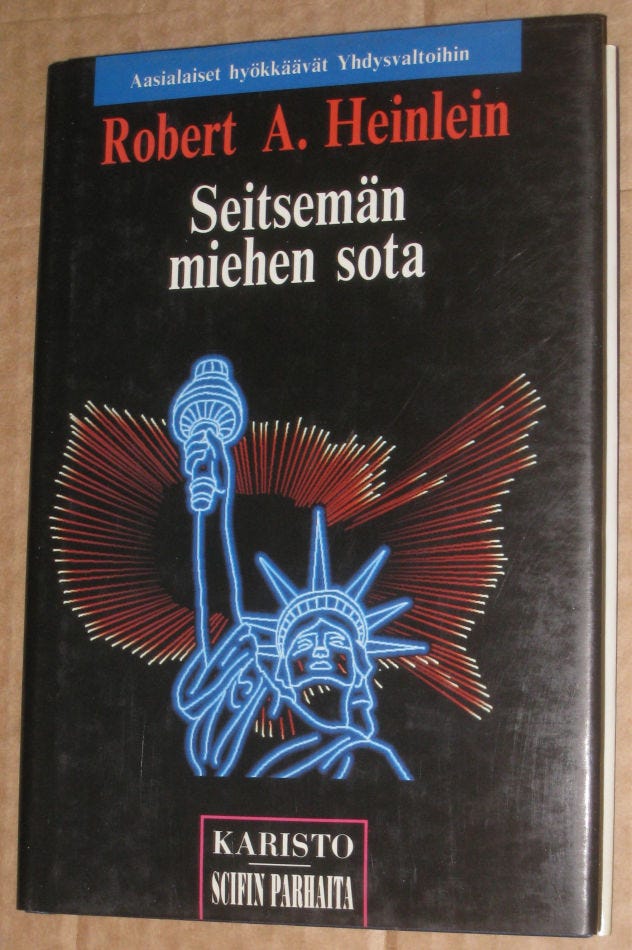 Aasialaiset hyökkäävät Yhdysvaltoihin
Robert A. Heinlein
Seitsemän
miehen sota
KARISTO
SCIFIN PARHAITA